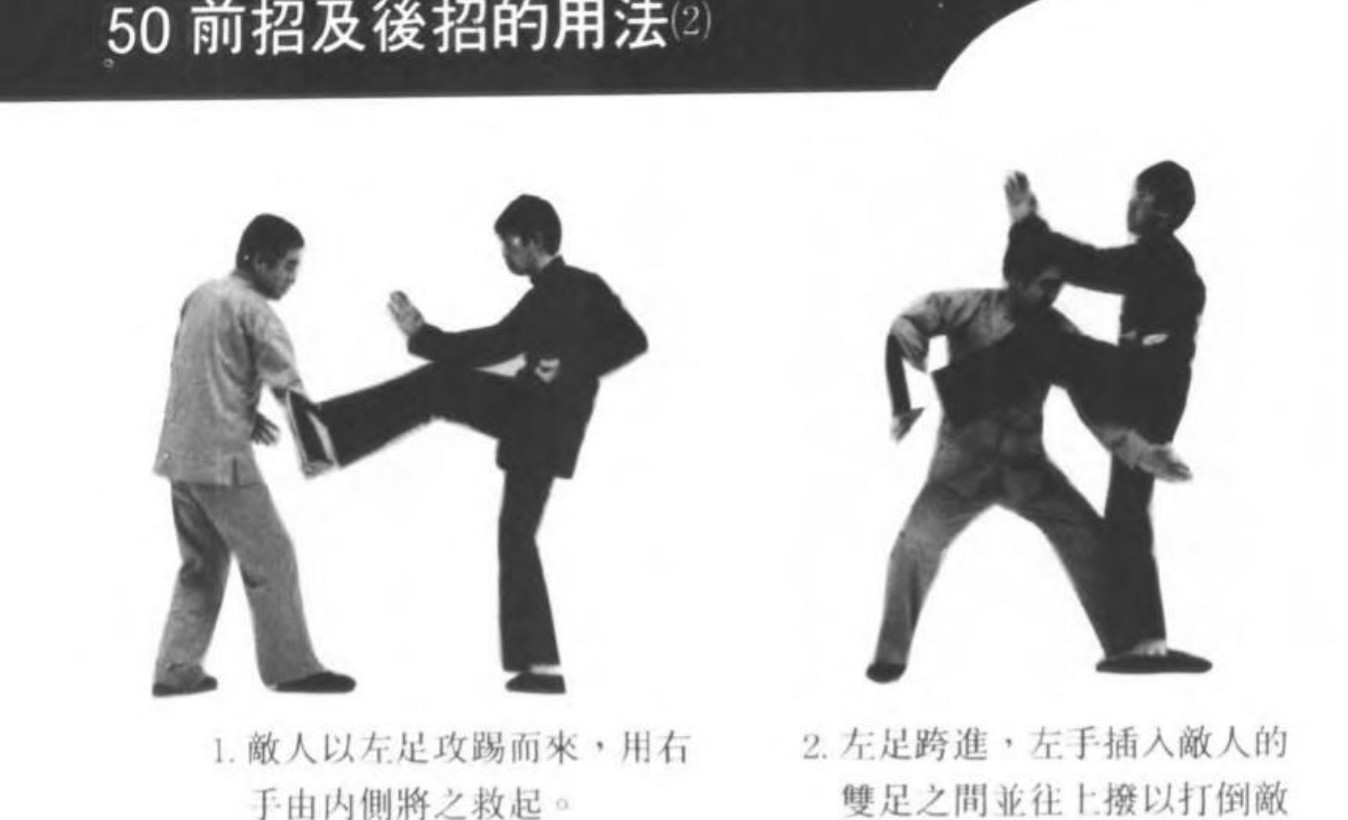 50 前招及後招的用法(2)
1. 敵人以左足攻踢而來，用右
手由内側將之救起。
2. 左足跨進，左手插入敵人的
雙足之間並往上撥以打倒敵